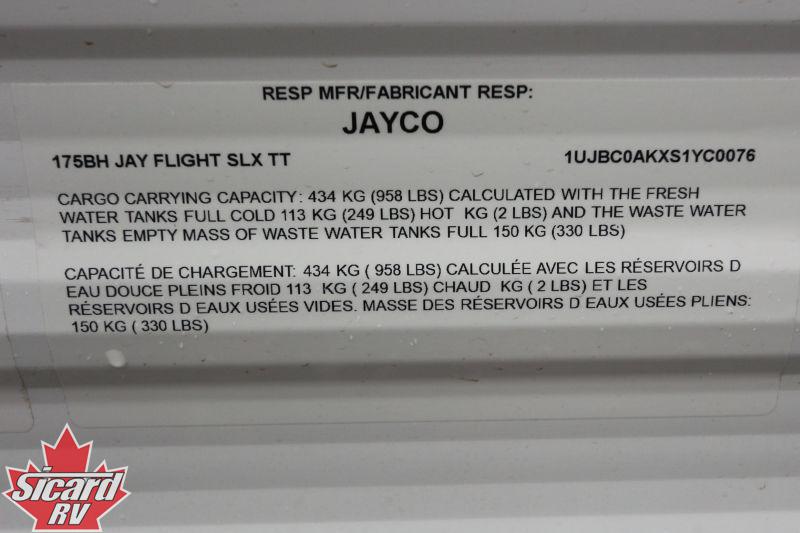 RESP MFR/FABRICANT RESP:
JAYCO
175BH JAY FLIGHT SLX TT 1UJBC0AKXS1YC0076
CARGO CARRYING CAPACITY: 434 KG (958 LBS) CALCULATED WITH THE FRESH
WATER TANKS FULL COLD 113 KG (249 LBS) HOT KG (2 LBS) AND THE WASTE WATER
TANKS EMPTY MASS OF WASTE WATER TANKS FULL 150 KG (330 LBS)
CAPACITÉ DE CHARGEMENT: 434 KG ( 958 LBS) CALCULÉE AVEC LES RÉSERVOIRS D
EAU DOUCE PLEINS FROID 113 KG ( 249 LBS) CHAUD KG ( 2 LBS) ET LES
RÉSERVOIRS D EAUX USÉES VIDES. MASSE DES RÉSERVOIRS D EAUX USÉES PLIENS:
150 KG ( 330 LBS)
Sicard
RV